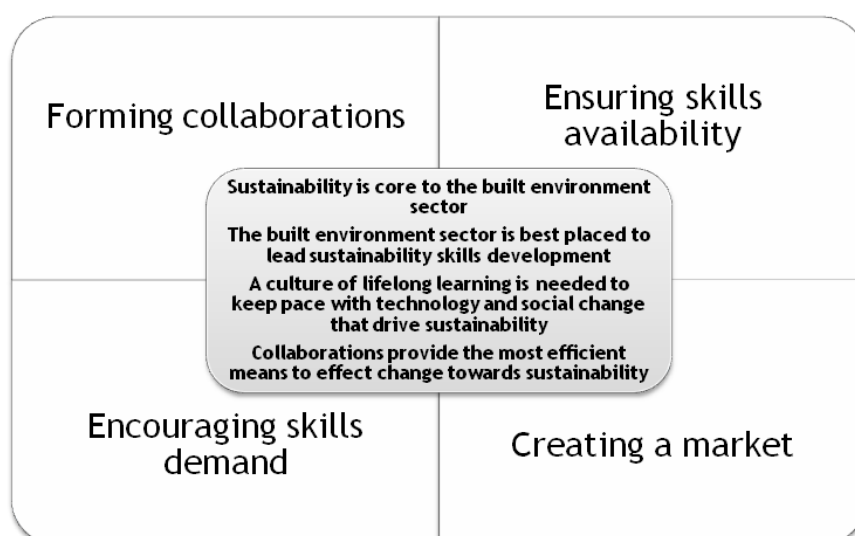 Forming collaborations
Ensuring skills
availability
Sustainability is core to the built environment
sector
The built environment sector is best placed to
lead sustainability skills development
A culture of lifelong learning is needed to
keep pace with technology and social change
that drive sustainability
Collaborations provide the most efficient
means to effect change towards sustainability
Encouraging skills
demand
Creating a market